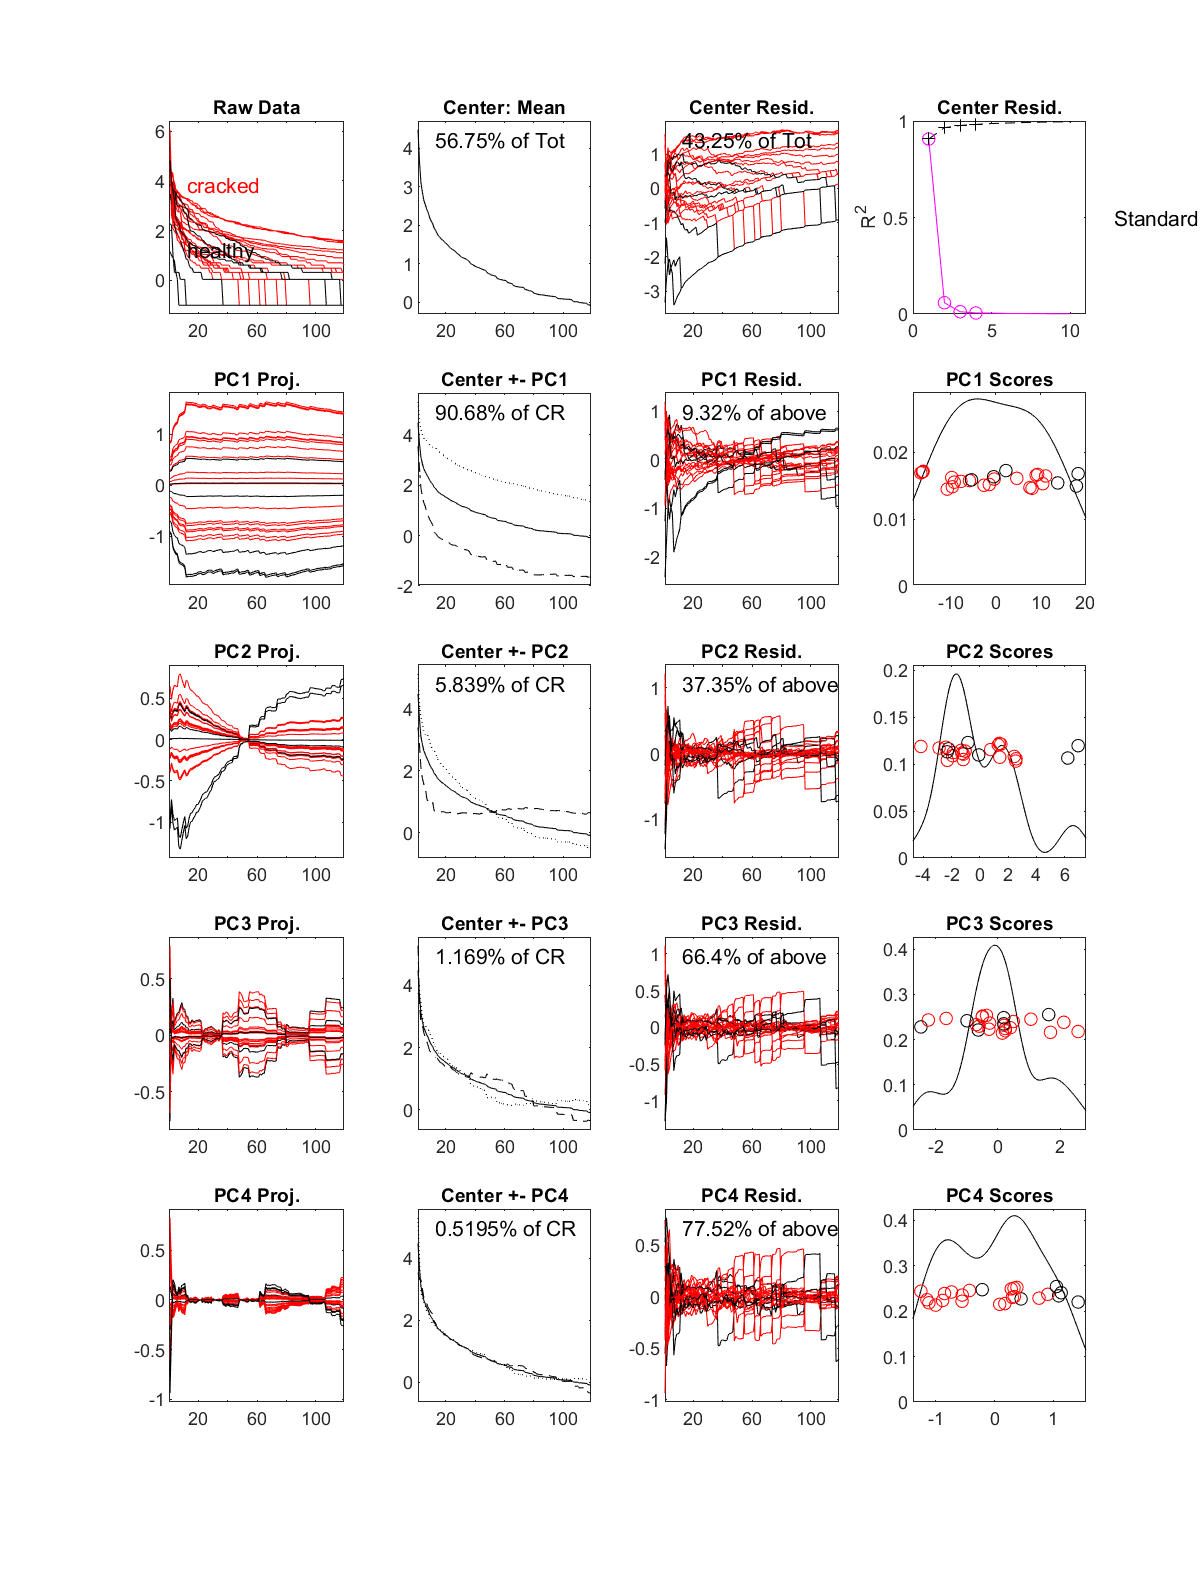 Raw Data
Center: Mean
Center Resid.
Center Resid.
6
4
2
0
cracked
healthy
20 60 100
56.75% of Tot
4
3
2
1
0
20 60 100
43.25% of Tot
1
0
-1
-2
-3
20 60 100
R2
1
0.5
0
0 5 10
Standard
PC1 Proj.
Center +- PC1
PC1 Resid.
PC1 Scores
1
0
-1
20 60 100
90.68% of CR
4
2
0
-2
20 60 100
9.32% of above
1
0
-1
-2
20 60 100
0.02
0.01
0
-10 0 10 20
PC2 Proj.
Center +- PC2
PC2 Resid.
PC2 Scores
0.5
0
-0.5
-1
20 60 100
5.839% of CR
4
2
0
20 60 100
37.35% of above
1
0
-1
20 60 100
0.2
0.15
0.1
0.05
0
-4 -2 0 2 4 6
PC3 Proj.
Center +- PC3
PC3 Resid.
PC3 Scores
0.5
0
-0.5
20 60 100
1.169% of CR
4
2
0
20 60 100
66.4% of above
1
0.5
0
-0.5
-1
20 60 100
0.4
0.3
0.2
0.1
0
-2 0 2
PC4 Proj.
Center +- PC4
PC4 Resid.
PC4 Scores
0.5
0
-0.5
-1
20 60 100
0.5195% of CR
4
2
0
20 60 100
77.52% of above
0.5
0
-0.5
-1
20 60 100
0.4
0.3
0.2
0.1
0
-1 0 1